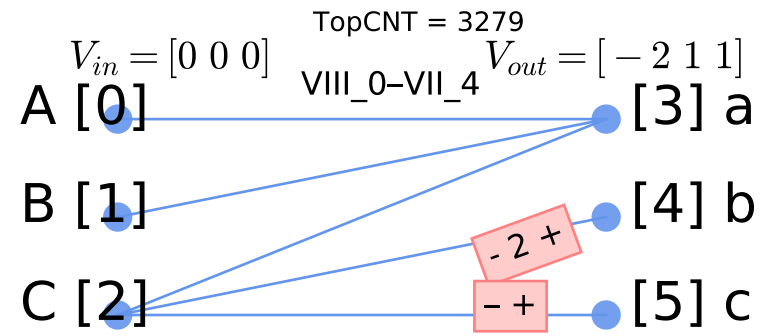 TopCNT = 3279
V_in = [0 0 0]
V_out = [− 2 1 1]
VIII_0–VII_4
A [0]
[3] a
B [1]
[4] b
- 2 +
C [2]
– +
[5] c